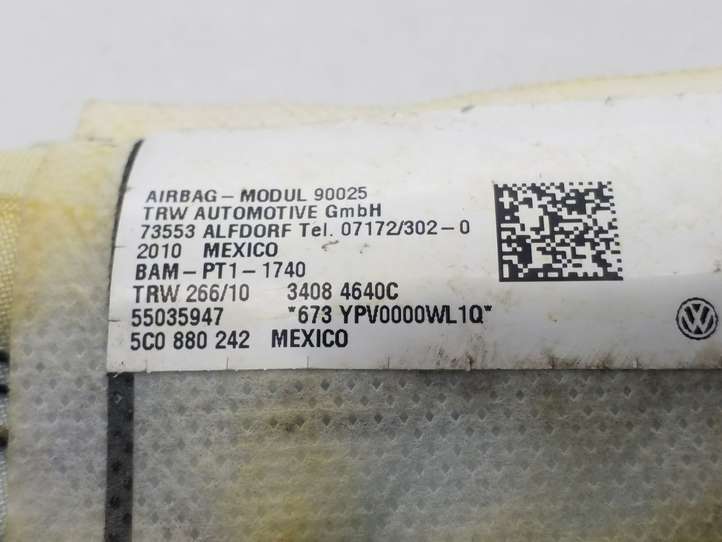 AIRBAG-MODUL 90025
TRW AUTOMOTIVE GmbH
73553 ALFDORF Tel. 07172/302-0
2010 MEXICO
BAM-PT1-1740
TRW 266/10 3408 4640C
55035947 *673 YPV0000WL1Q*
5C0 880 242 MEXICO